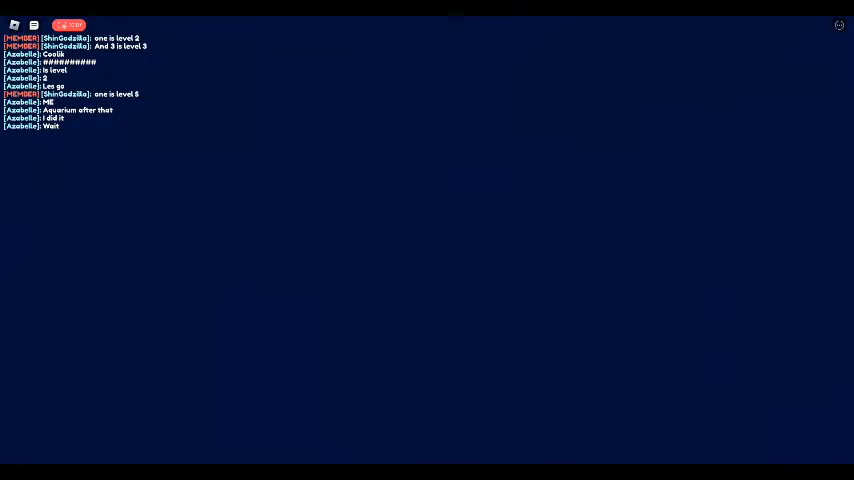 [MEMBER] [ShinGodzilla]: one is level 2
[MEMBER] [ShinGodzilla]: And 3 is level 3
[Azabelle]: Coolik
[Azabelle]: ##########
[Azabelle]: Is level
[Azabelle]: 2
[Azabelle]: Les go
[MEMBER] [ShinGodzilla]: one is level 5
[Azabelle]: ME
[Azabelle]: Aquarium after that
[Azabelle]: I did it
[Azabelle]: Wait